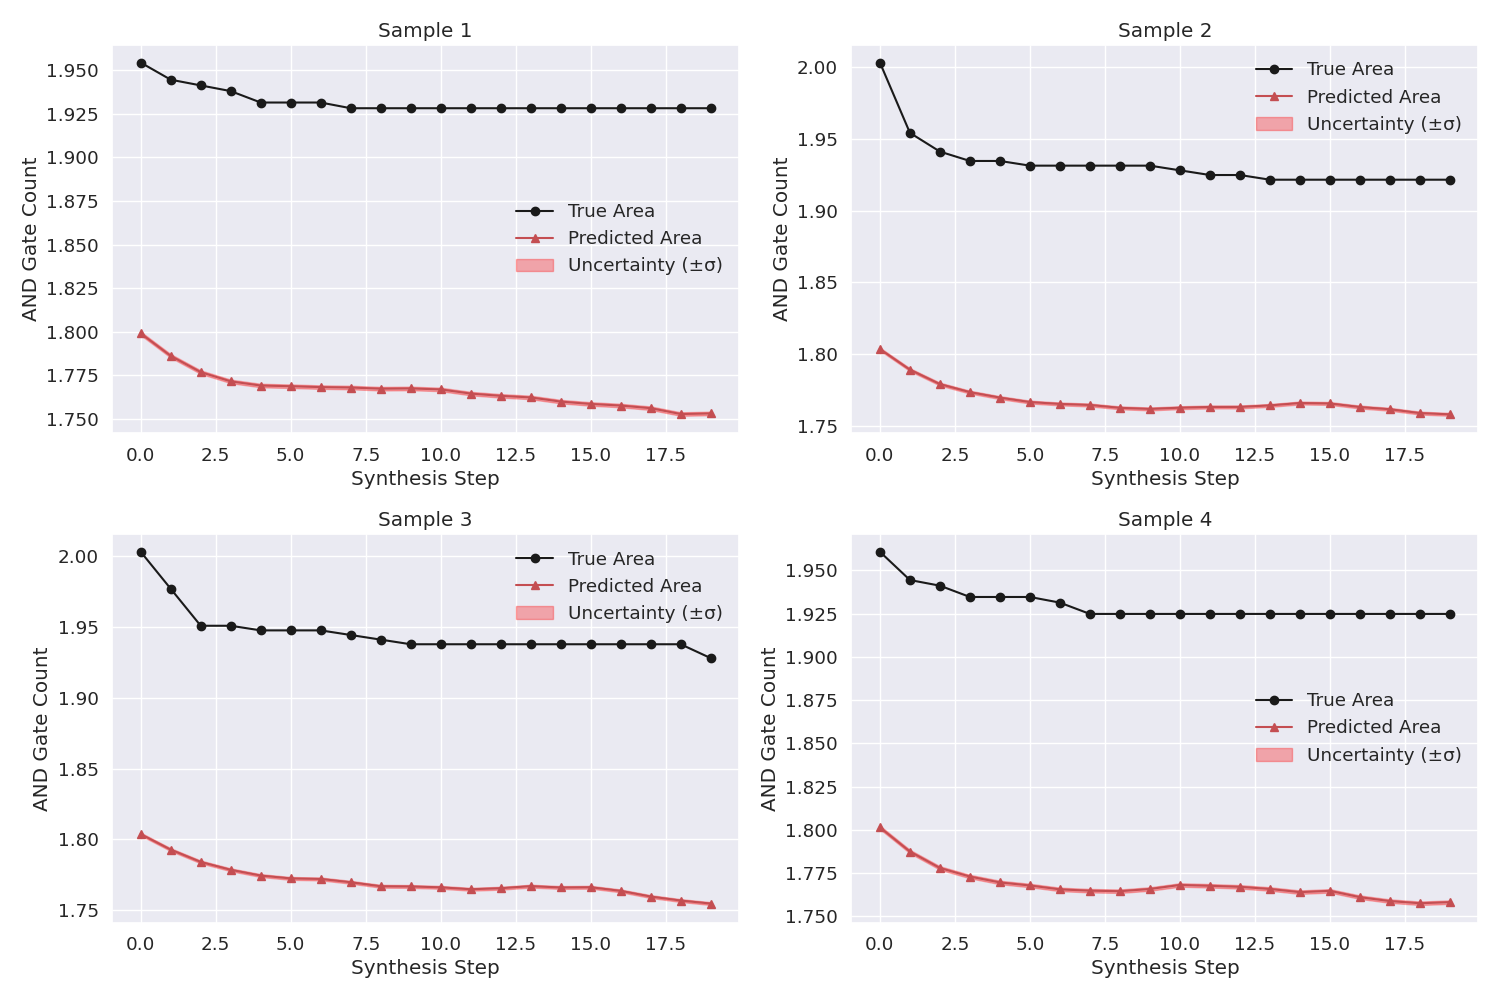 Sample 1
AND Gate Count
1.950
1.925
1.900
1.875
1.850
1.825
1.800
1.775
1.750
True Area
Predicted Area
Uncertainty (±σ)
0.0 2.5 5.0 7.5 10.0 12.5 15.0 17.5
Synthesis Step
Sample 2
AND Gate Count
2.00
1.95
1.90
1.85
1.80
1.75
True Area
Predicted Area
Uncertainty (±σ)
0.0 2.5 5.0 7.5 10.0 12.5 15.0 17.5
Synthesis Step
Sample 3
AND Gate Count
2.00
1.95
1.90
1.85
1.80
1.75
True Area
Predicted Area
Uncertainty (±σ)
0.0 2.5 5.0 7.5 10.0 12.5 15.0 17.5
Synthesis Step
Sample 4
AND Gate Count
1.950
1.925
1.900
1.875
1.850
1.825
1.800
1.775
1.750
True Area
Predicted Area
Uncertainty (±σ)
0.0 2.5 5.0 7.5 10.0 12.5 15.0 17.5
Synthesis Step